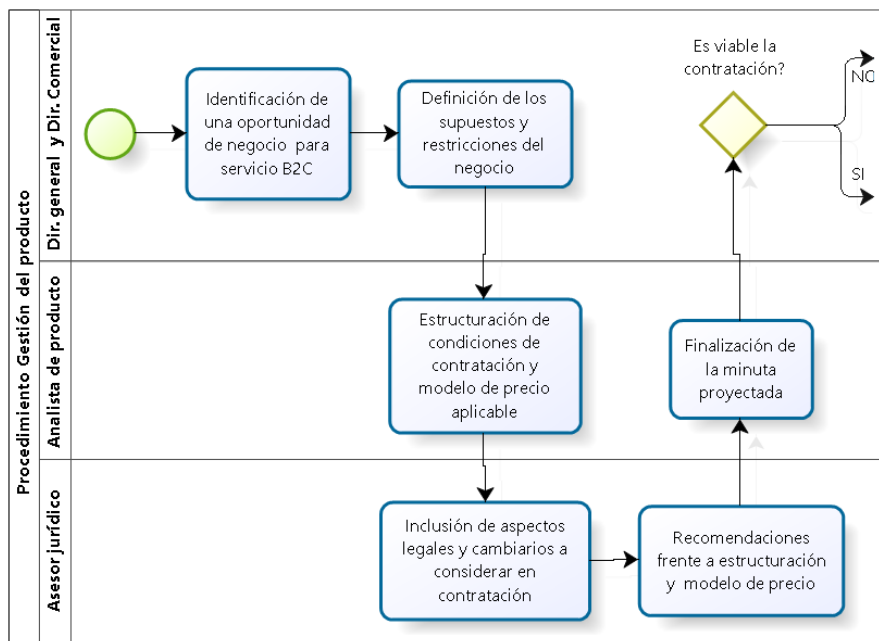 Procedimiento Gestión del producto
Dir. general y Dir. Comercial
Identificación de
una oportunidad
de negocio para
servicio B2C
Definición de los
supuestos y
restricciones del
negocio
Es viable la
contratación?
NO
SI
Analista de producto
Estructuración de
condiciones de
contratación y
modelo de precio
aplicable
Finalización de
la minuta
proyectada
Asesor jurídico
Inclusión de aspectos
legales y cambiarios a
considerar en
contratación
Recomendaciones
frente a estructuración
y modelo de precio